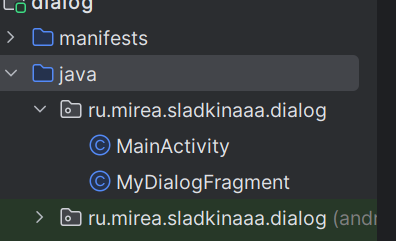 dialog
manifests
java
ru.mirea.sladkinaaa.dialog
MainActivity
MyDialogFragment
ru.mirea.sladkinaaa.dialog (andr